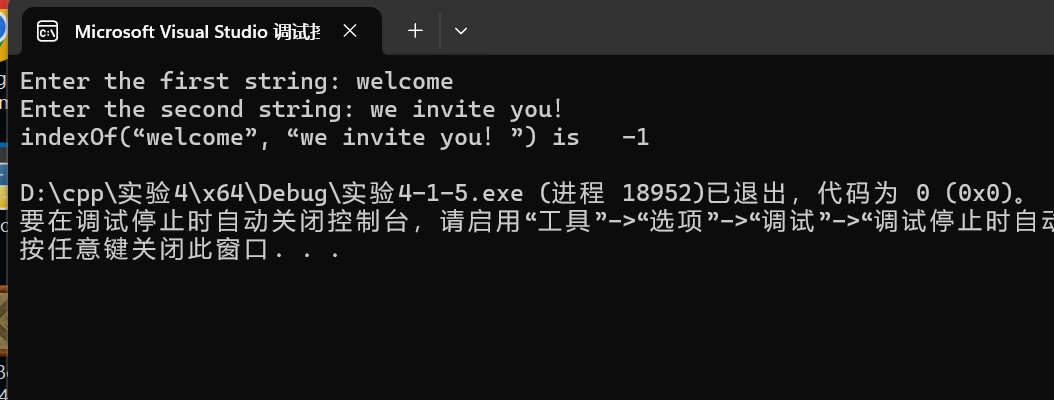 Microsoft Visual Studio 调试控
Enter the first string: welcome
Enter the second string: we invite you!
indexOf(“welcome”, “we invite you! ”) is   -1
D:\cpp\实验4\x64\Debug\实验4-1-5.exe (进程 18952)已退出，代码为 0 (0x0)。
要在调试停止时自动关闭控制台，请启用“工具”->“选项”->“调试”->“调试停止时自动
按任意键关闭此窗口. . .